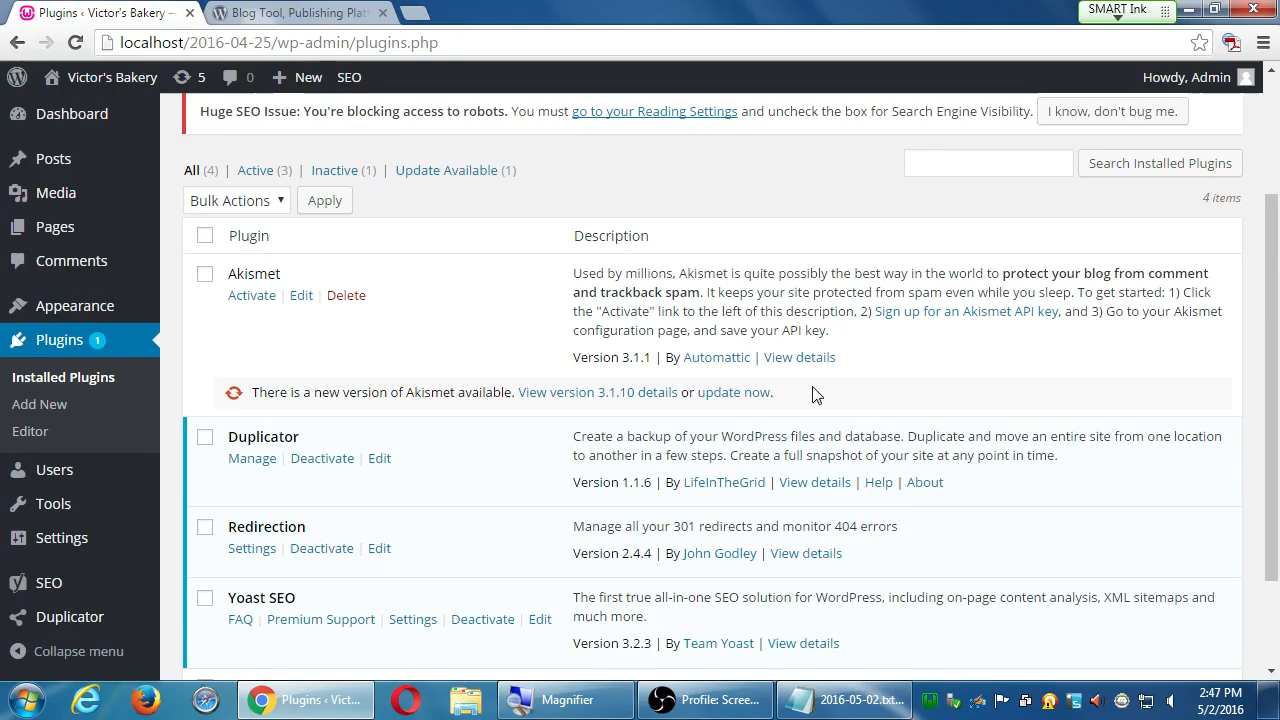 Plugins ‹ Victor's Bakery —
Blog Tool, Publishing Platf
SMART Ink
localhost/2016-04-25/wp-admin/plugins.php
Victor's Bakery
5
0
New
SEO
Howdy, Admin
Dashboard
Posts
Media
Pages
Comments
Appearance
Plugins 1
Installed Plugins
Add New
Editor
Users
Tools
Settings
SEO
Duplicator
Collapse menu
Huge SEO Issue: You're blocking access to robots. You must go to your Reading Settings and uncheck the box for Search Engine Visibility. I know, don't bug me.
All (4) | Active (3) | Inactive (1) | Update Available (1)
Search Installed Plugins
Bulk Actions
Apply
4 items
Plugin
Description
Akismet
Activate | Edit | Delete
Used by millions, Akismet is quite possibly the best way in the world to protect your blog from comment
and trackback spam. It keeps your site protected from spam even while you sleep. To get started: 1) Click
the "Activate" link to the left of this description, 2) Sign up for an Akismet API key, and 3) Go to your Akismet
configuration page, and save your API key.
Version 3.1.1 | By Automattic | View details
There is a new version of Akismet available. View version 3.1.10 details or update now.
Duplicator
Manage | Deactivate | Edit
Create a backup of your WordPress files and database. Duplicate and move an entire site from one location
to another in a few steps. Create a full snapshot of your site at any point in time.
Version 1.1.6 | By LifeInTheGrid | View details | Help | About
Redirection
Settings | Deactivate | Edit
Manage all your 301 redirects and monitor 404 errors
Version 2.4.4 | By John Godley | View details
Yoast SEO
FAQ | Premium Support | Settings | Deactivate | Edit
The first true all-in-one SEO solution for WordPress, including on-page content analysis, XML sitemaps and
much more.
Version 3.2.3 | By Team Yoast | View details
Plugins ‹ Vict...
Magnifier
Profile: Scree...
2016-05-02.txt...
2:47 PM
5/2/2016